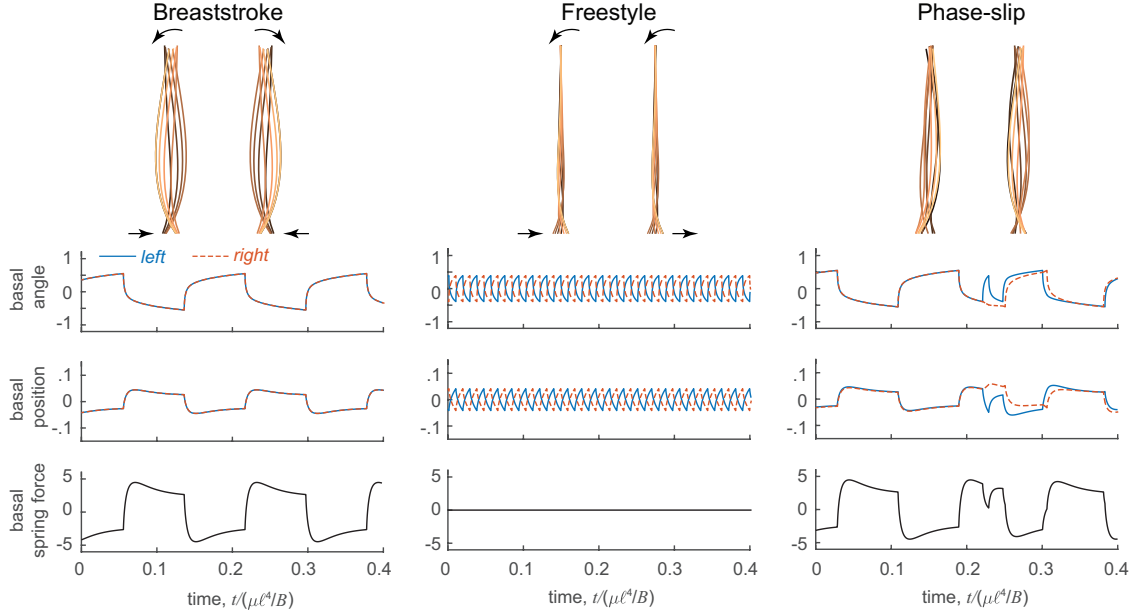 Breaststroke
Freestyle
Phase-slip
basal
angle
1
0
-1
left
right
1
0
-1
1
0
-1
basal
position
.1
0
-.1
.1
0
-.1
.1
0
-.1
basal
spring force
5
0
-5
5
0
-5
5
0
-5
0 0.1 0.2 0.3 0.4
0 0.1 0.2 0.3 0.4
0 0.1 0.2 0.3 0.4
time, t/(μℓ⁴/B)
time, t/(μℓ⁴/B)
time, t/(μℓ⁴/B)